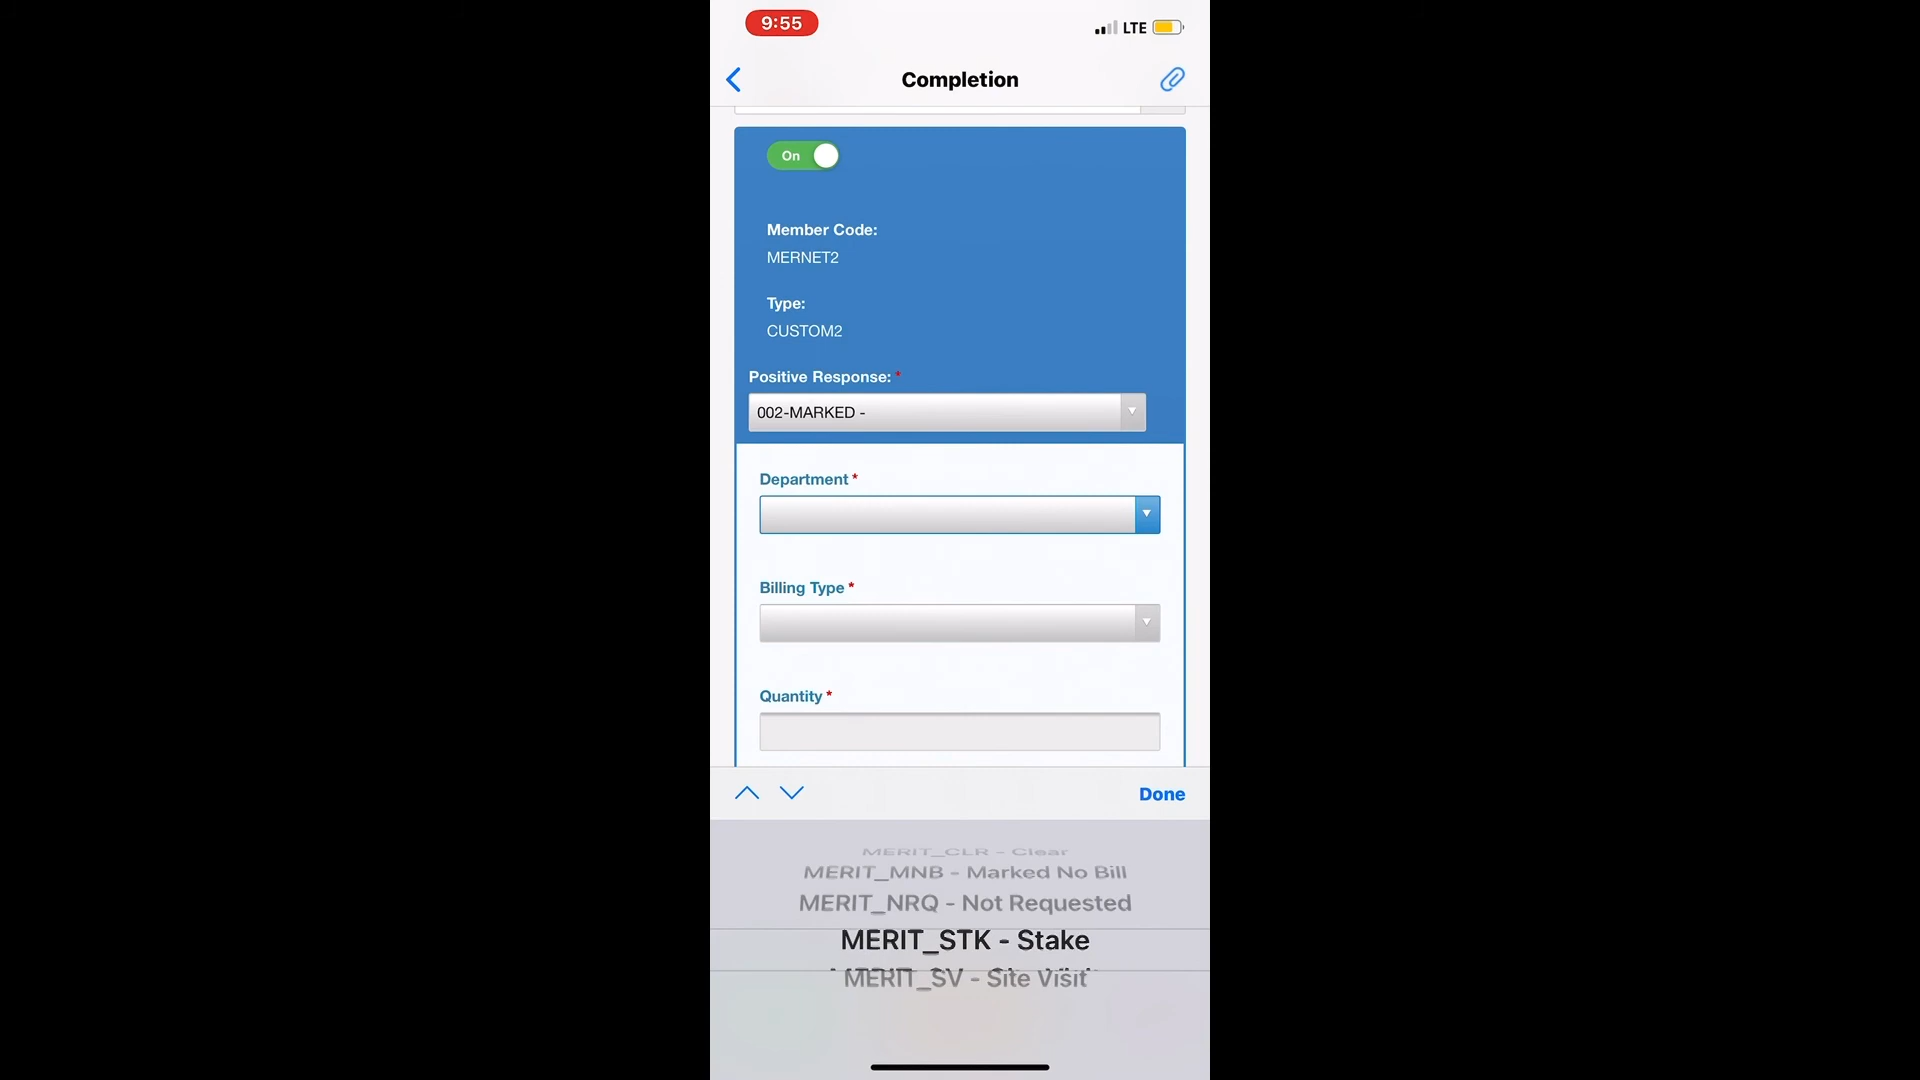 9:55
LTE
Completion
On
Member Code:
MERNET2
Type:
CUSTOM2
Positive Response: *
002-MARKED -
Department *
Billing Type *
Quantity *
Done
MERIT_CLR - Clear
MERIT_MNB - Marked No Bill
MERIT_NRQ - Not Requested
MERIT_STK - Stake
MERIT_SV - Site Visit